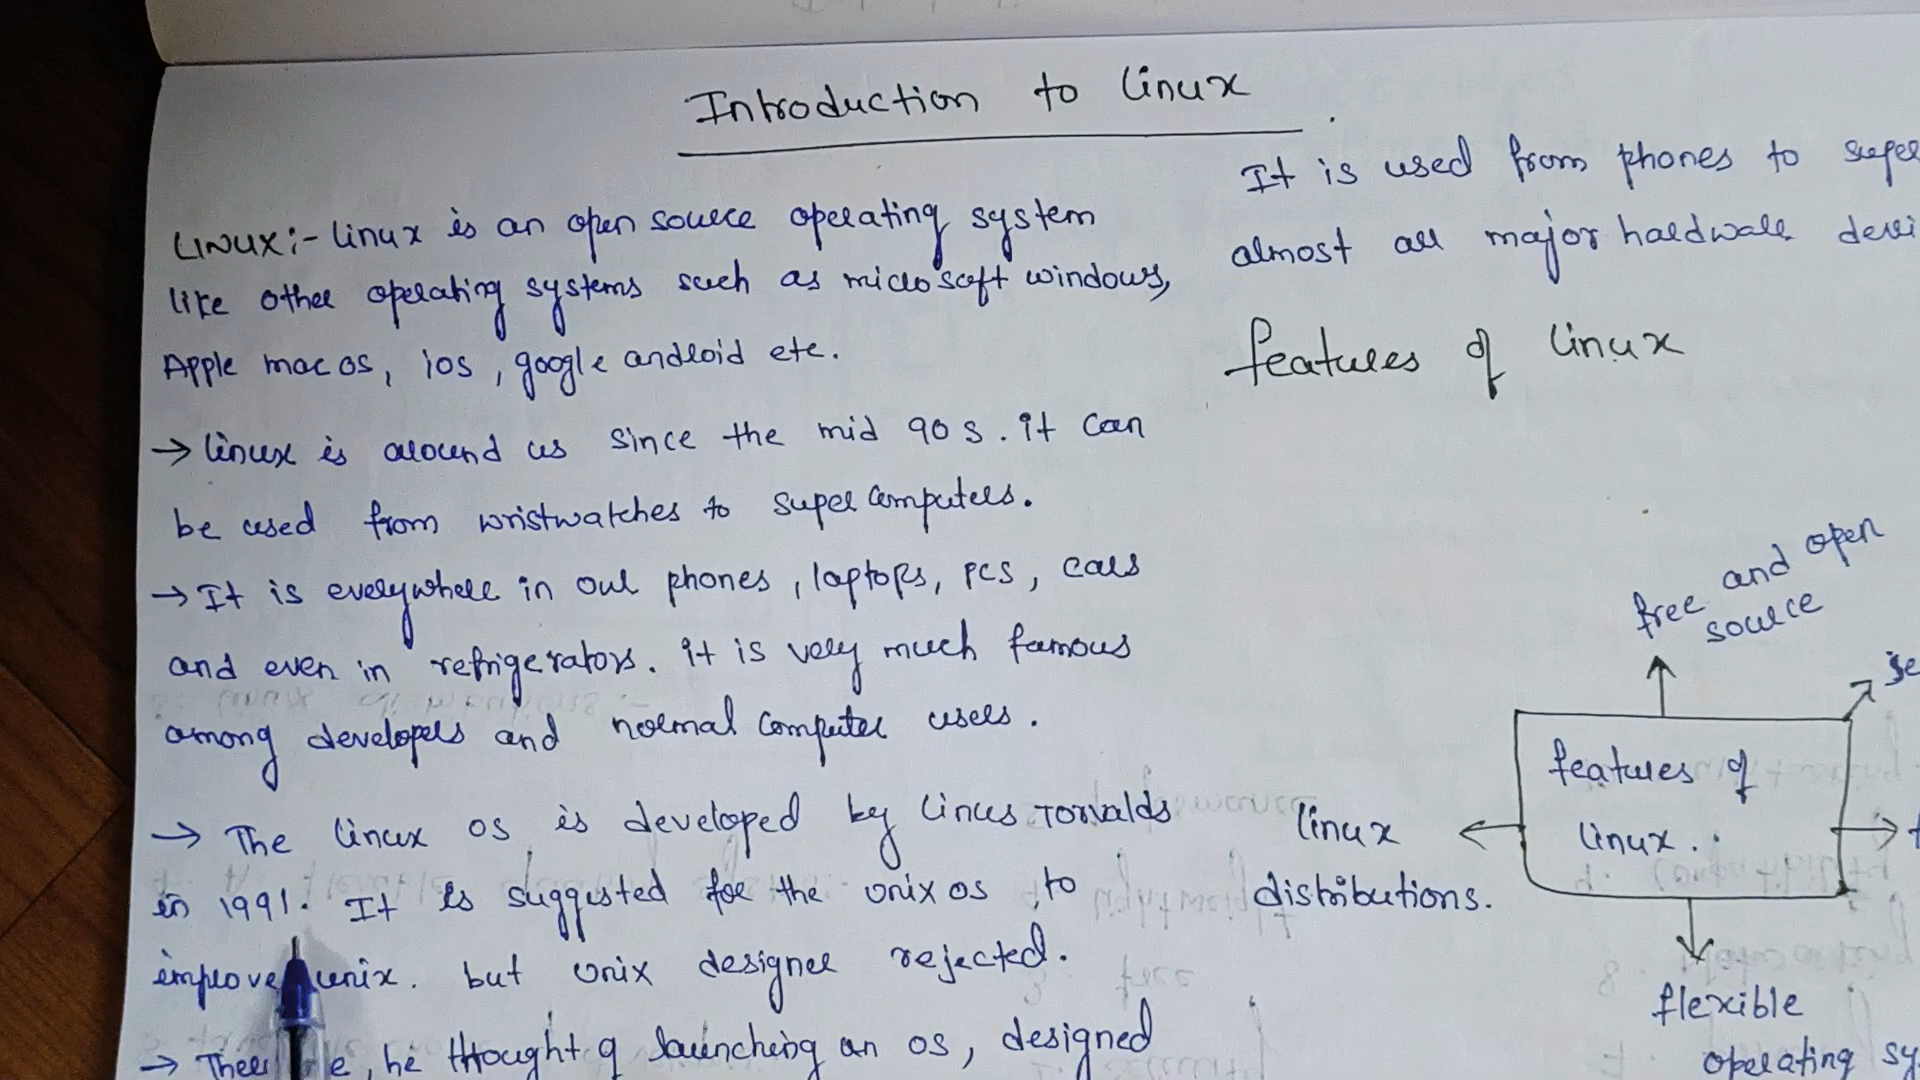 Introduction to linux
LINUX:- linux is an open source operating system
like other operating systems such as microsoft windows,
Apple mac os, ios, google android etc.
→ linux is around us since the mid 90 s. it can
be used from wristwatches to super computers.
→ It is everywhere in our phones, laptops, pcs, cars
and even in refrigerators. it is very much famous
among developers and normal computer users.
→ The linux os is developed by linus Torvalds
in 1991. It is suggested for the unix os to
improve unix. but unix designer rejected.
→ he thought of launching an os, designed
It is used from phones to super
almost all major hardware devi
features of linux
free and open
source
se
features of
linux.
linux
distributions.
flexible
operating sy